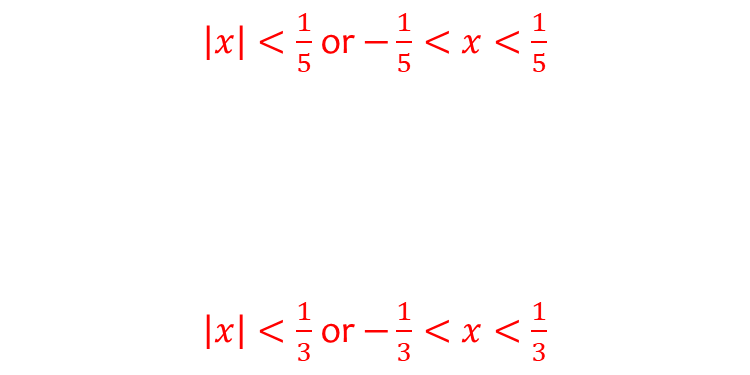 |x| < 1/5 or − 1/5 < x < 1/5
|x| < 1/3 or − 1/3 < x < 1/3